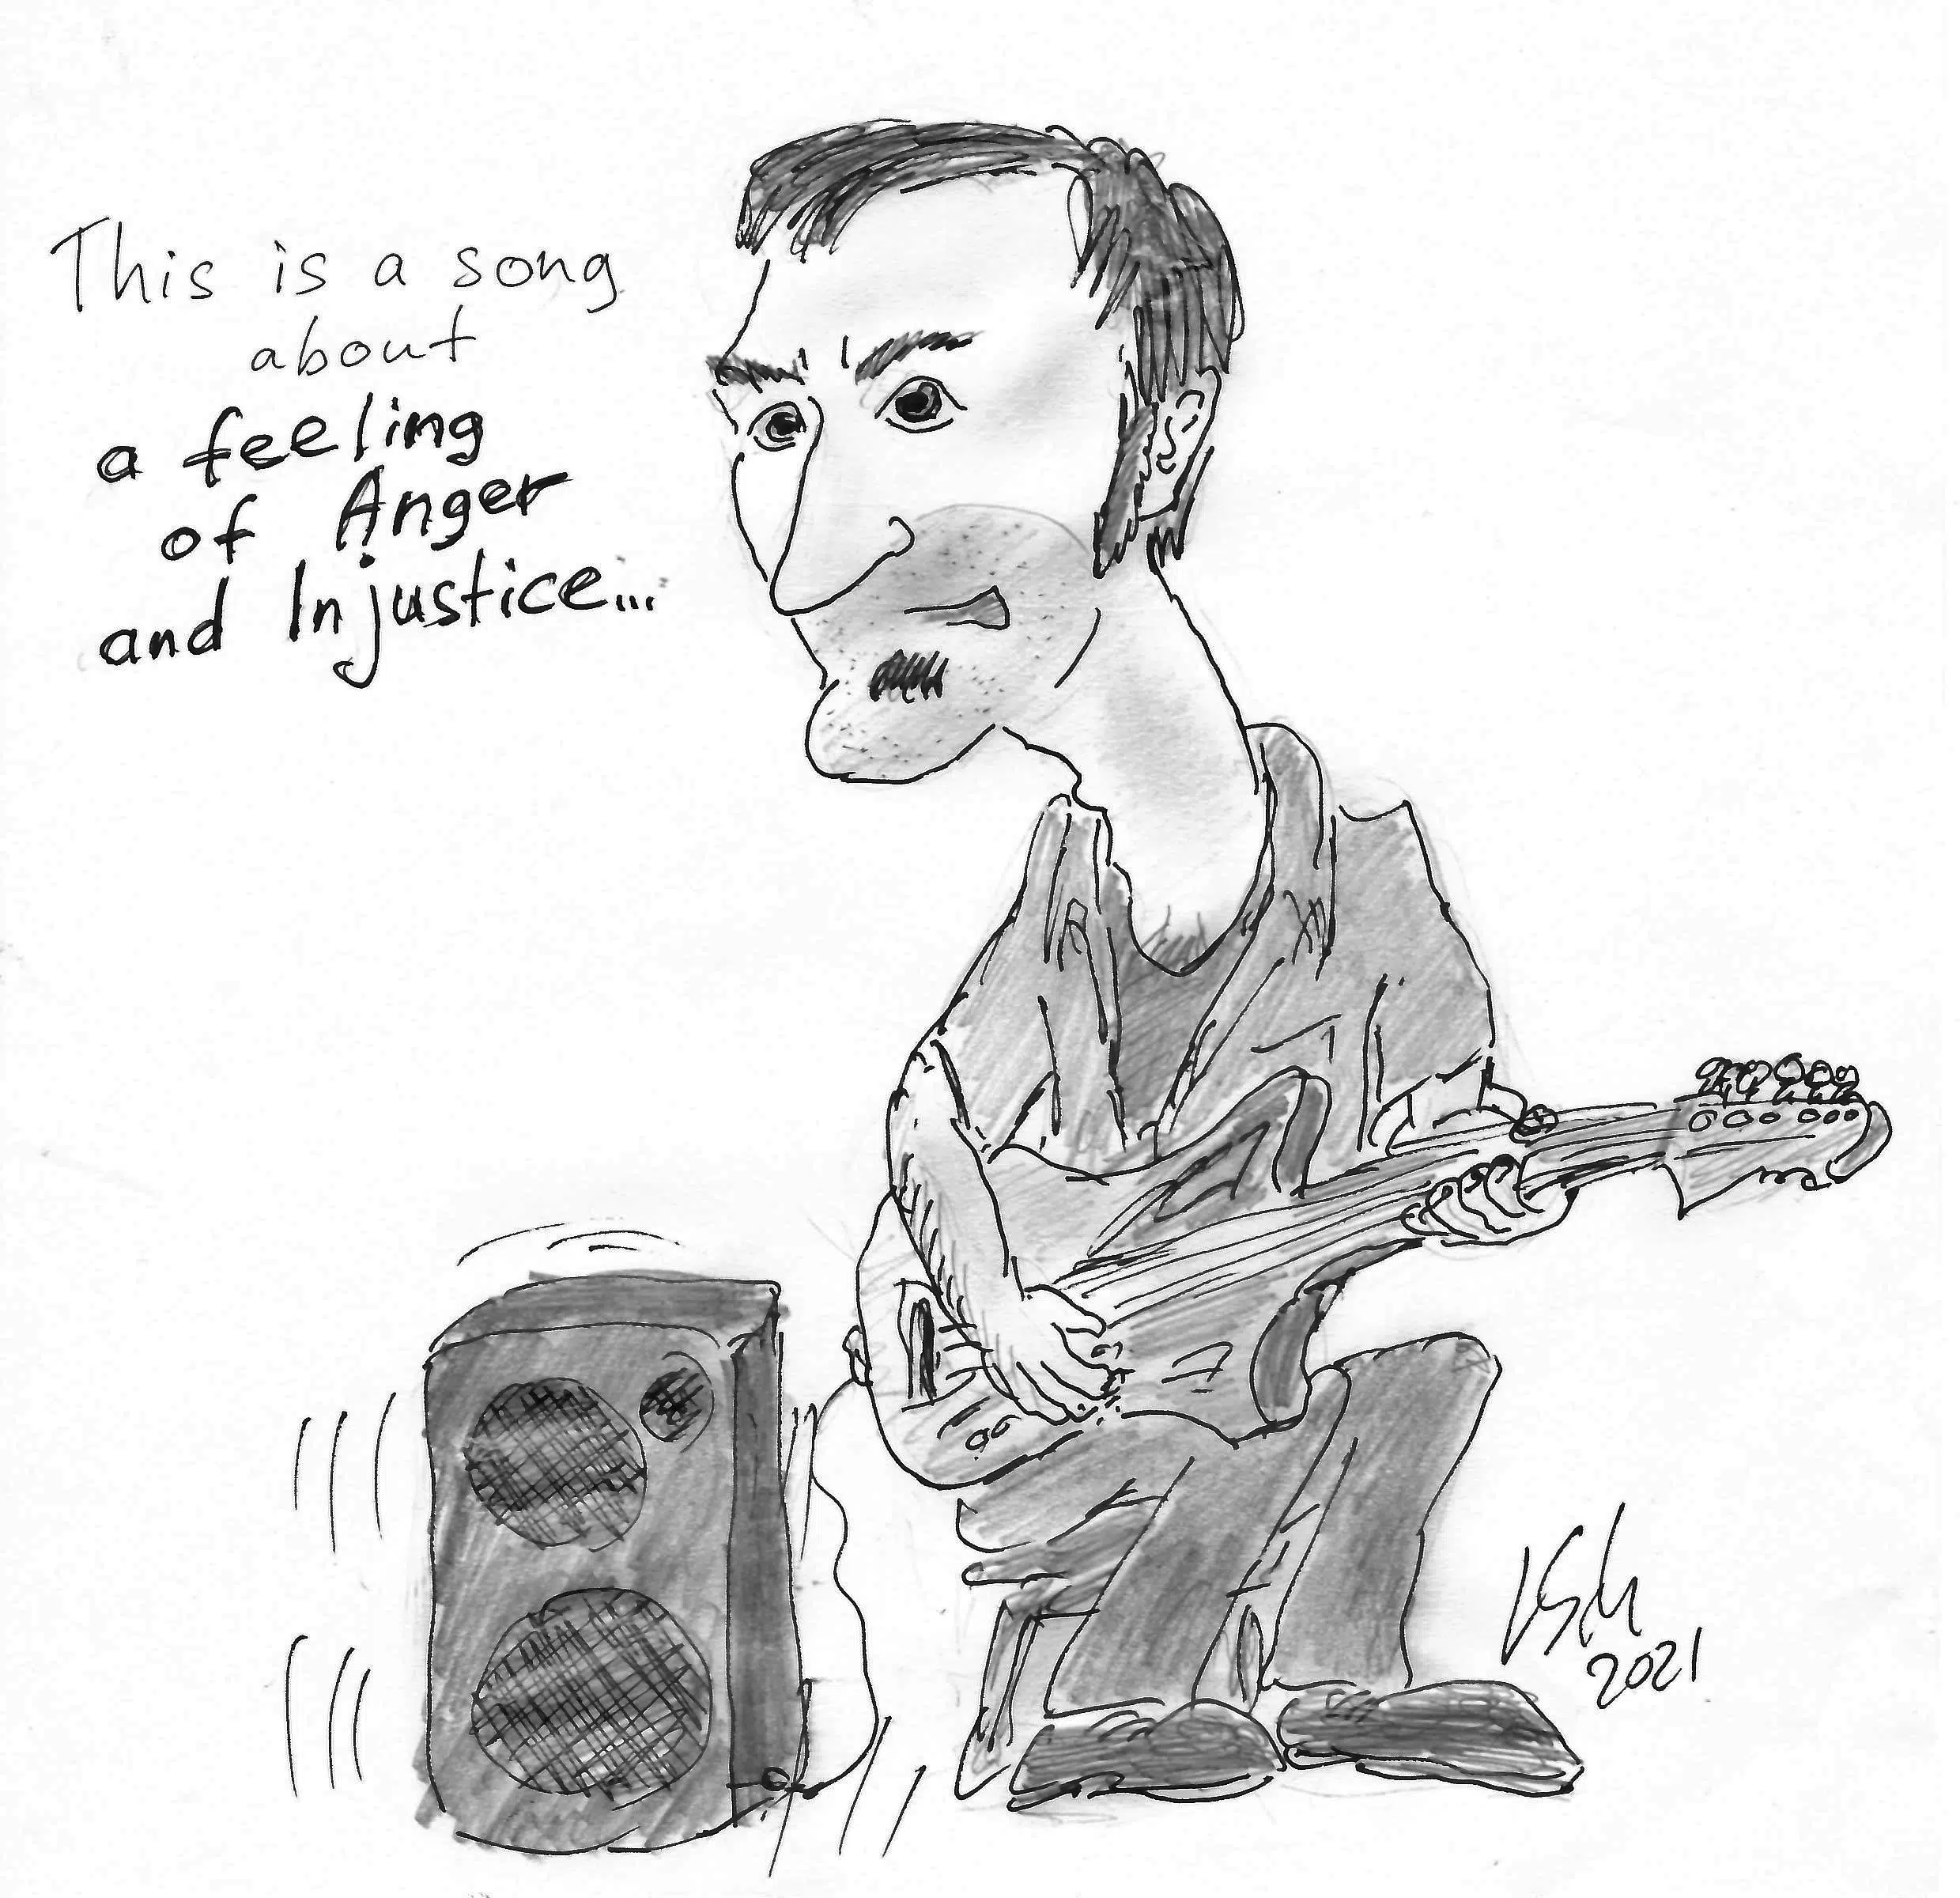 This is a song
about
a feeling
of Anger
and Injustice...
2021